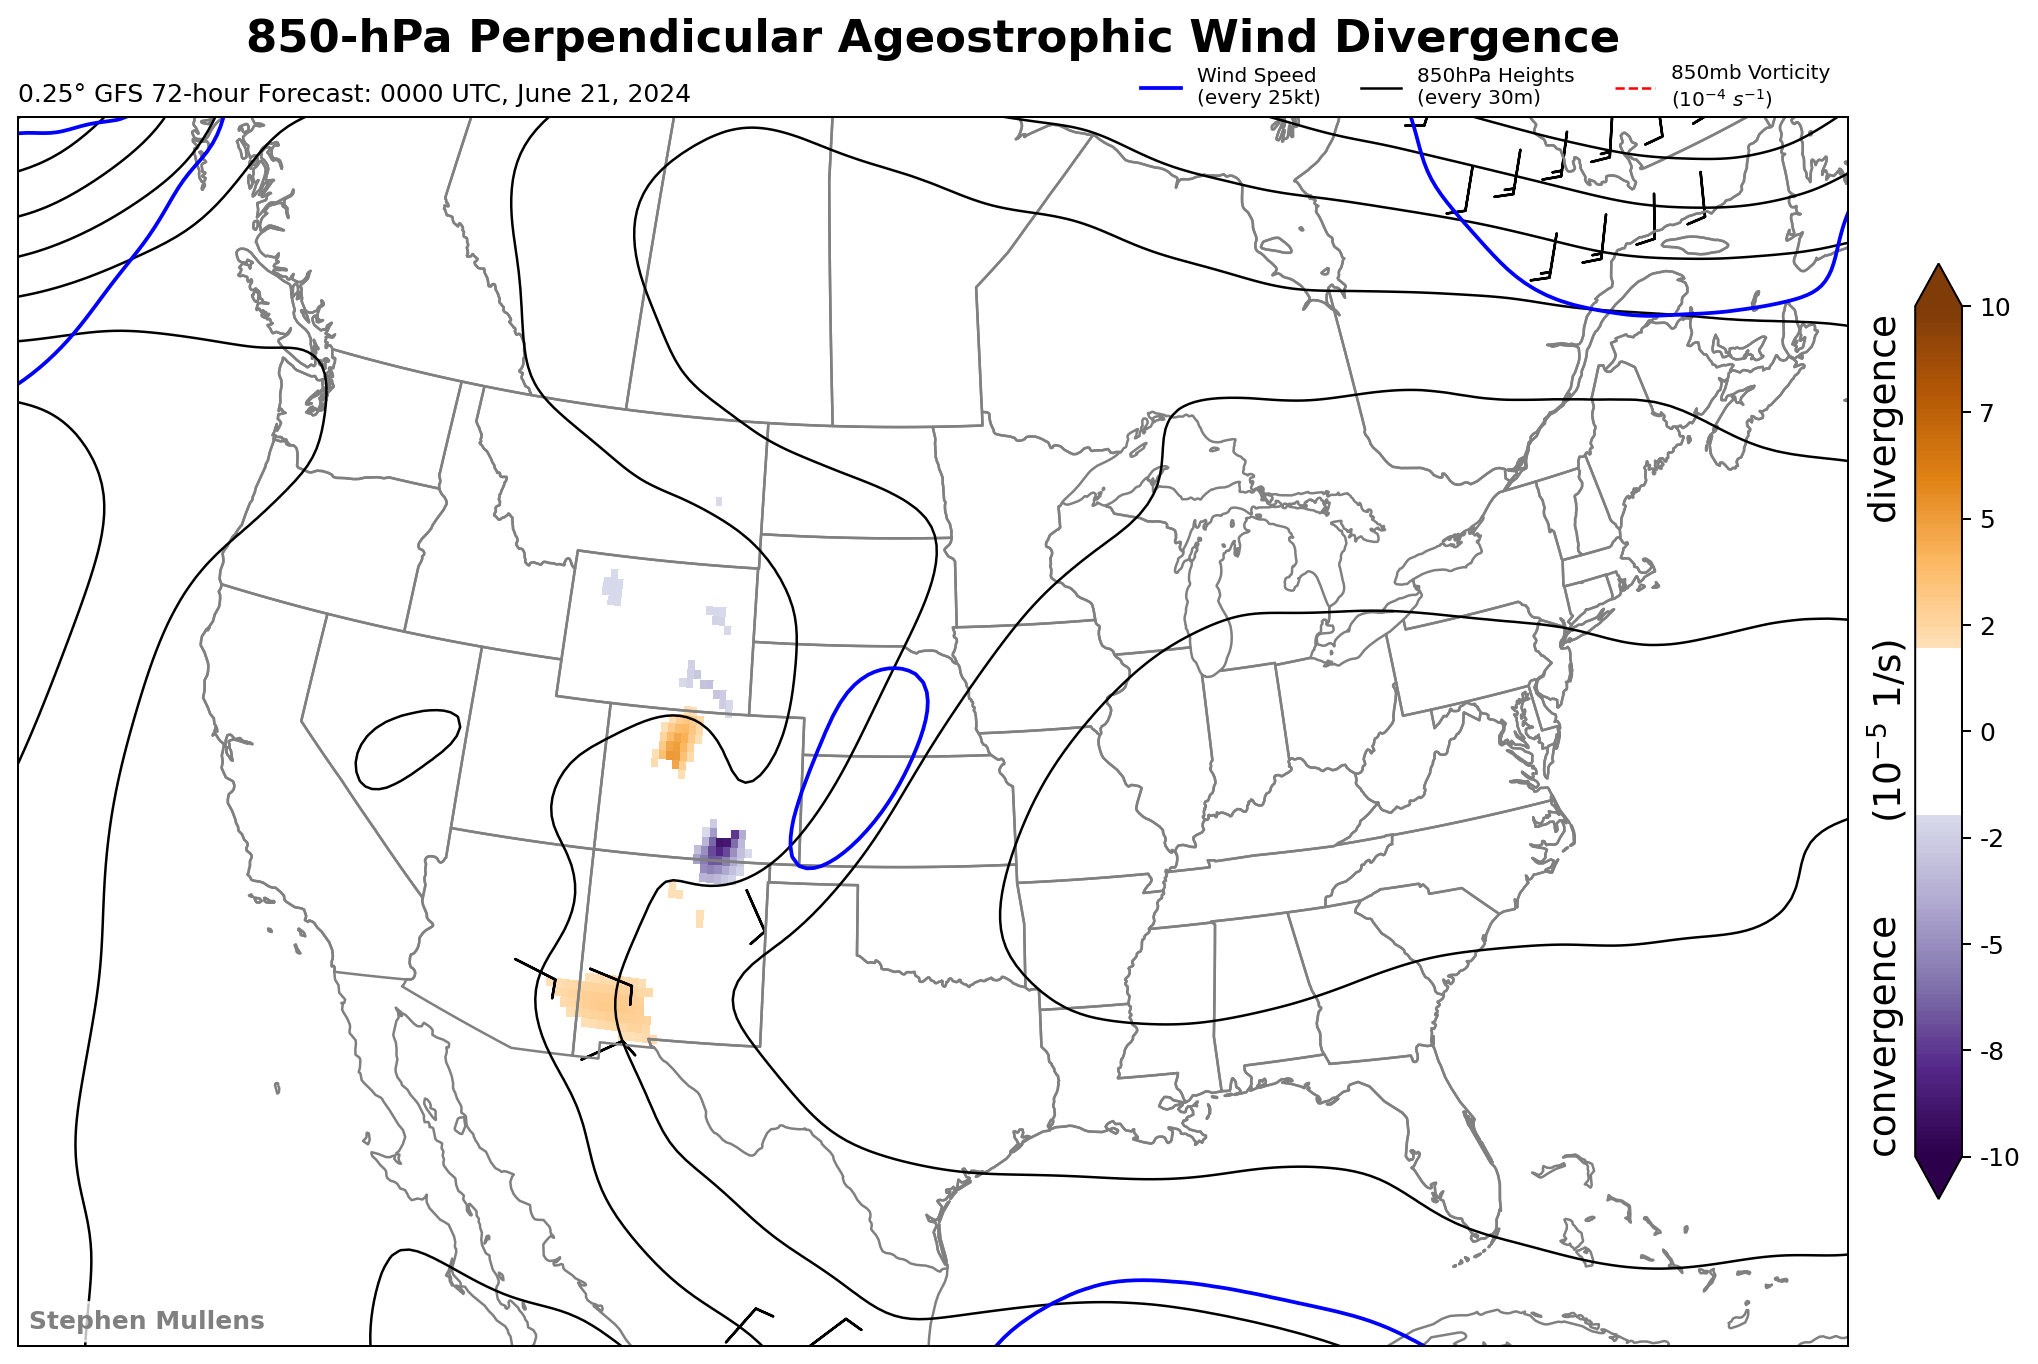 850-hPa Perpendicular Ageostrophic Wind Divergence
0.25° GFS 72-hour Forecast: 0000 UTC, June 21, 2024
Wind Speed
(every 25kt)
850hPa Heights
(every 30m)
850mb Vorticity
(10⁻⁴ s⁻¹)
10
7
5
2
0
-2
-5
-8
-10
convergence (10⁻⁵ 1/s) divergence
Stephen Mullens